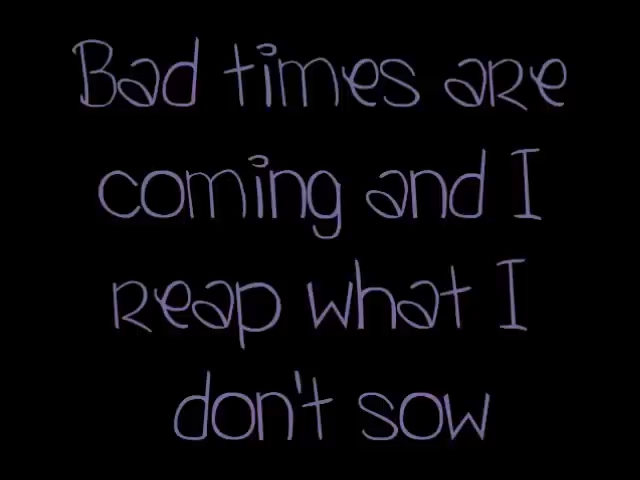 Bad times are
coming and I
reap what I
don't sow